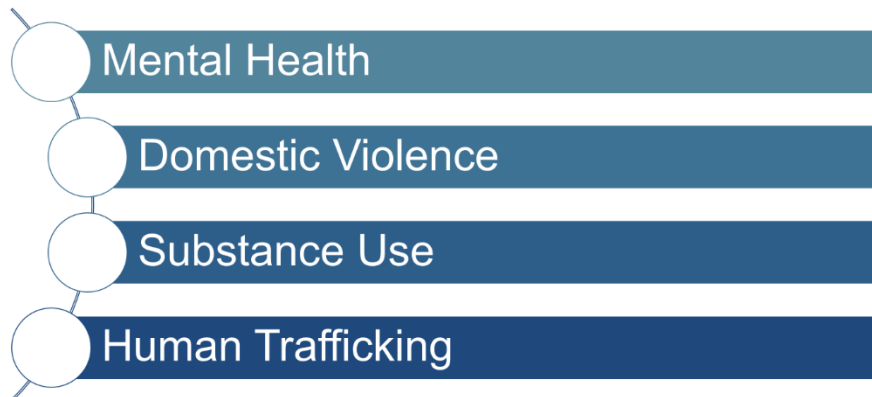 Mental Health
Domestic Violence
Substance Use
Human Trafficking